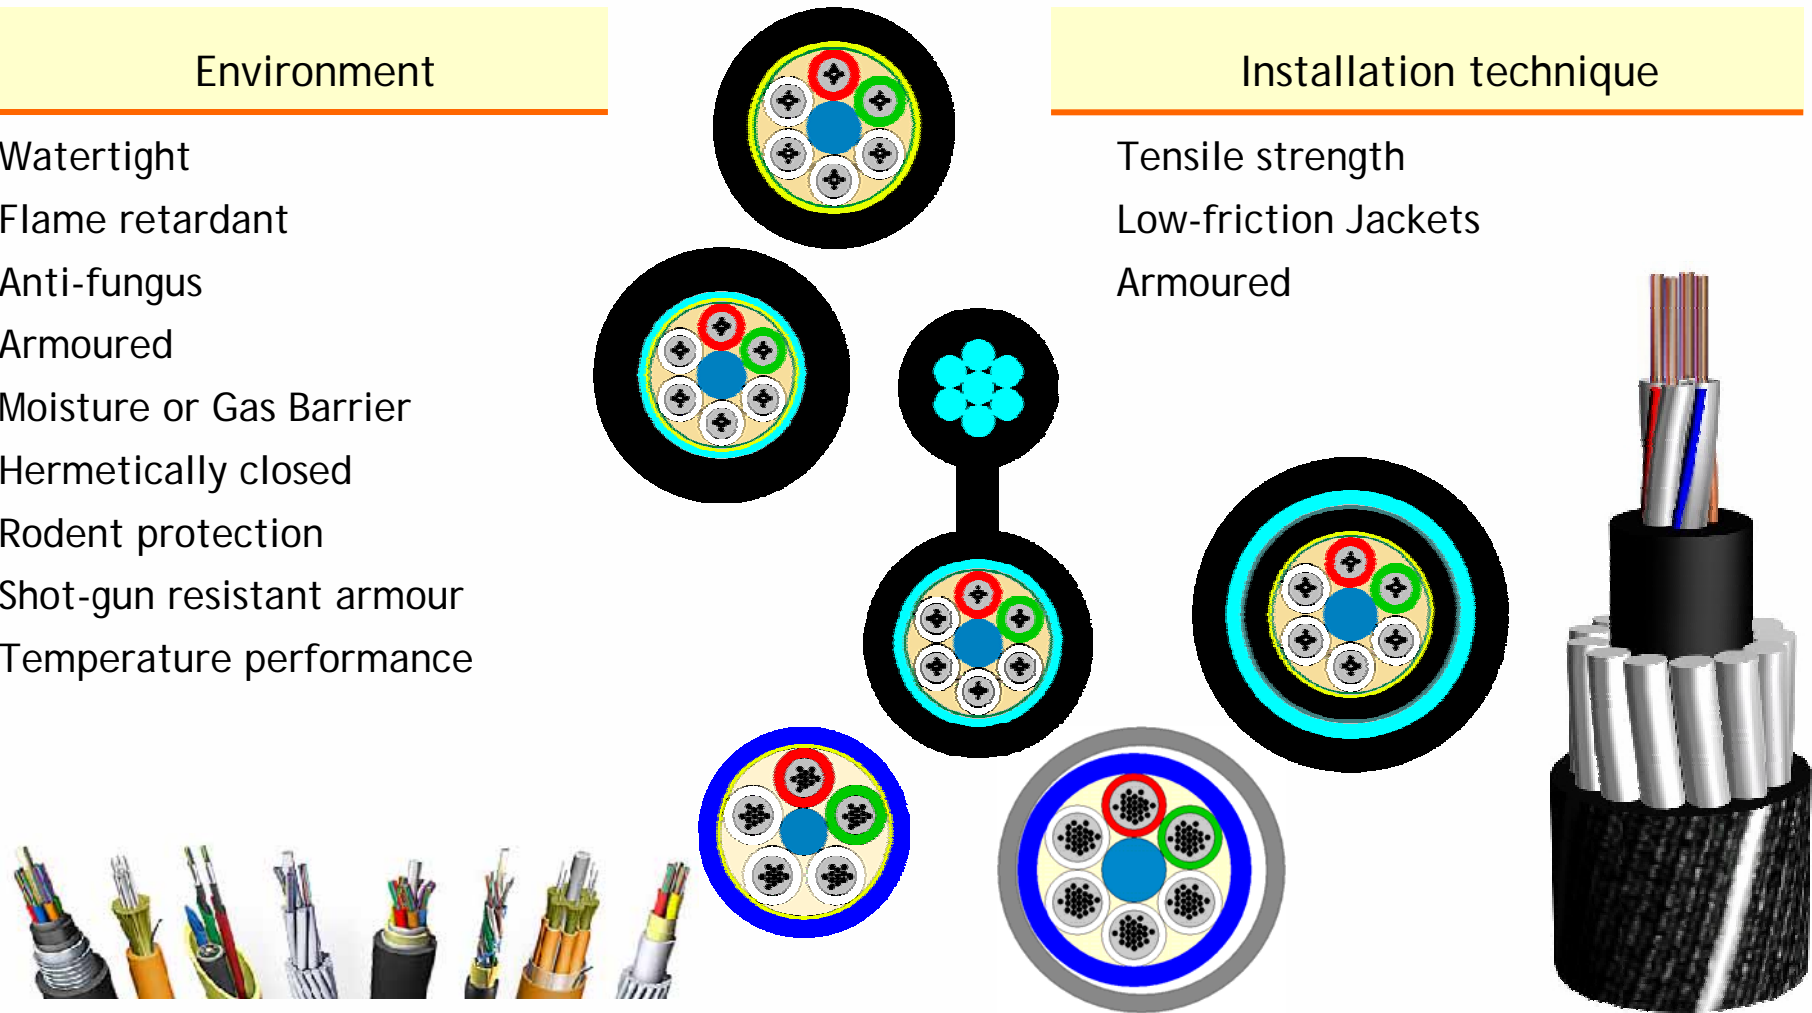 Environment
Watertight
Flame retardant
Anti-fungus
Armoured
Moisture or Gas Barrier
Hermetically closed
Rodent protection
Shot-gun resistant armour
Temperature performance
Installation technique
Tensile strength
Low-friction Jackets
Armoured